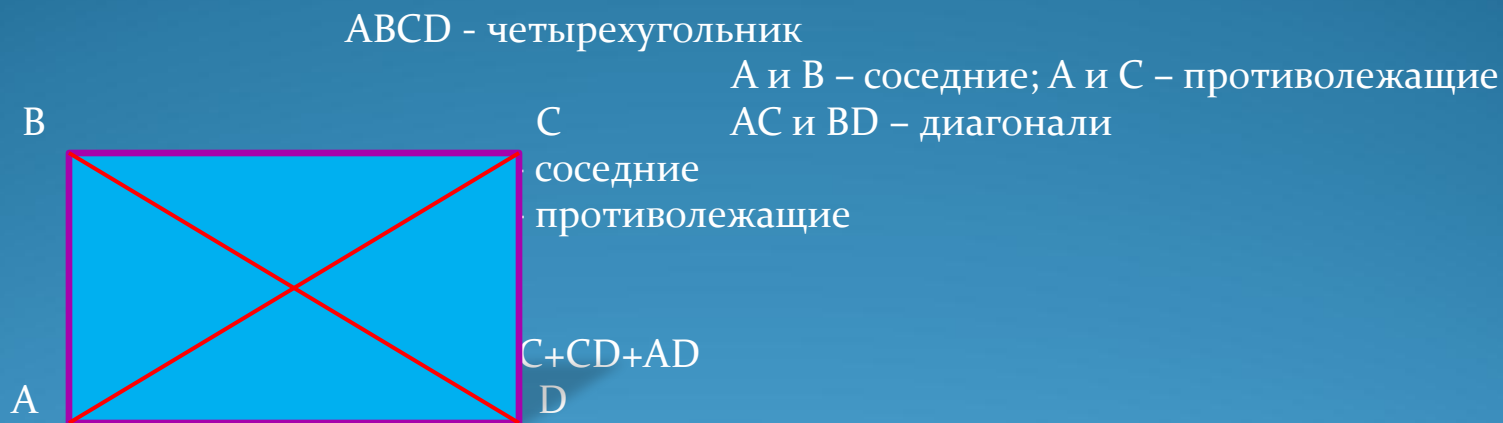 ABCD - четырехугольник
A и B – соседние; A и C – противолежащие
B C AC и BD – диагонали
соседние
противолежащие
C+CD+AD
A D